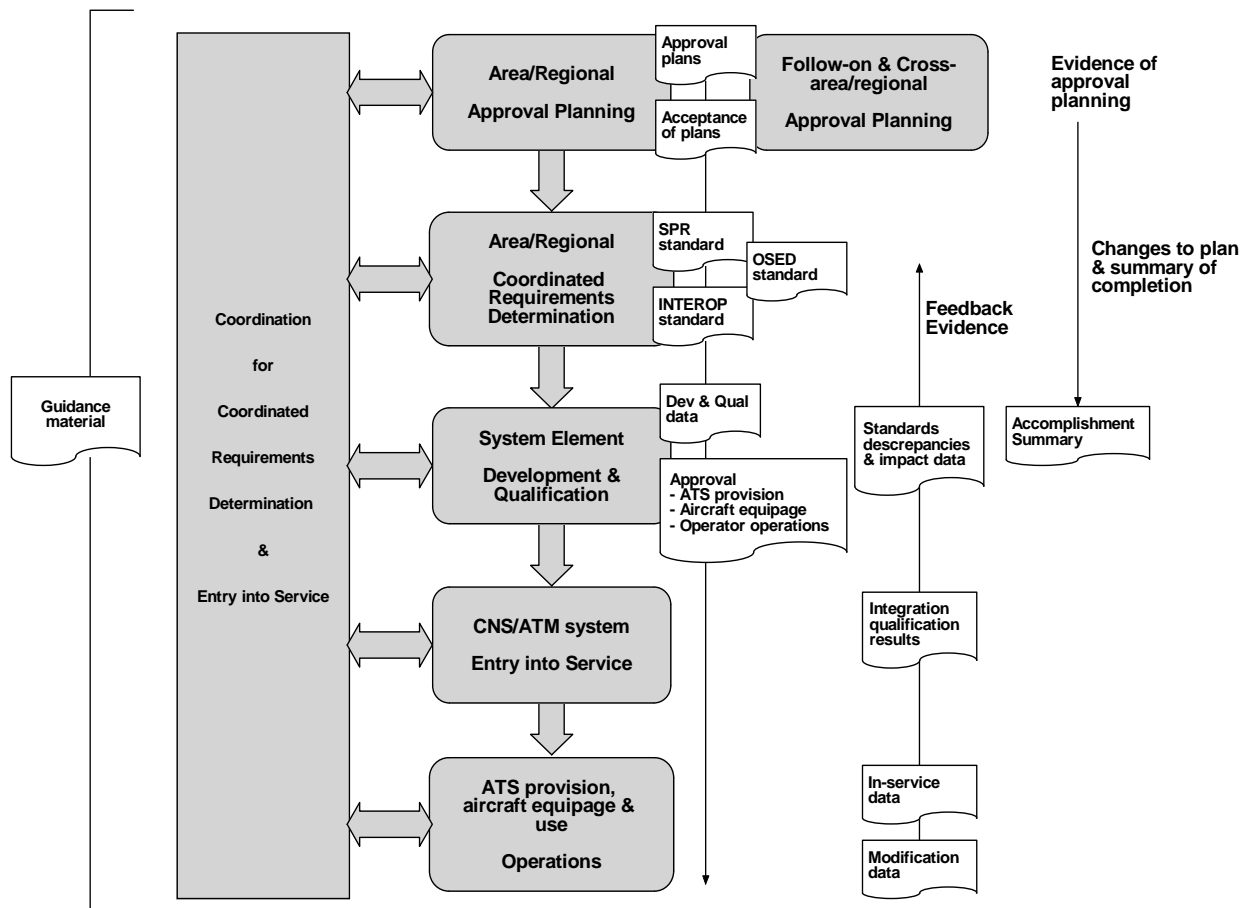 Guidance
material
Coordination
for
Coordinated
Requirements
Determination
&
Entry into Service
Area/Regional
Approval Planning
Approval
plans
Acceptance
of plans
Follow-on & Cross-
area/regional
Approval Planning
Evidence of
approval
planning
Area/Regional
Coordinated
Requirements
Determination
SPR
standard
OSED
standard
INTEROP
standard
Changes to plan
& summary of
completion
Feedback
Evidence
System Element
Development &
Qualification
Dev & Qual
data
Approval
- ATS provision
- Aircraft equipage
- Operator operations
Standards
descrepancies
& impact data
Accomplishment
Summary
CNS/ATM system
Entry into Service
Integration
qualification
results
ATS provision,
aircraft equipage &
use
Operations
In-service
data
Modification
data